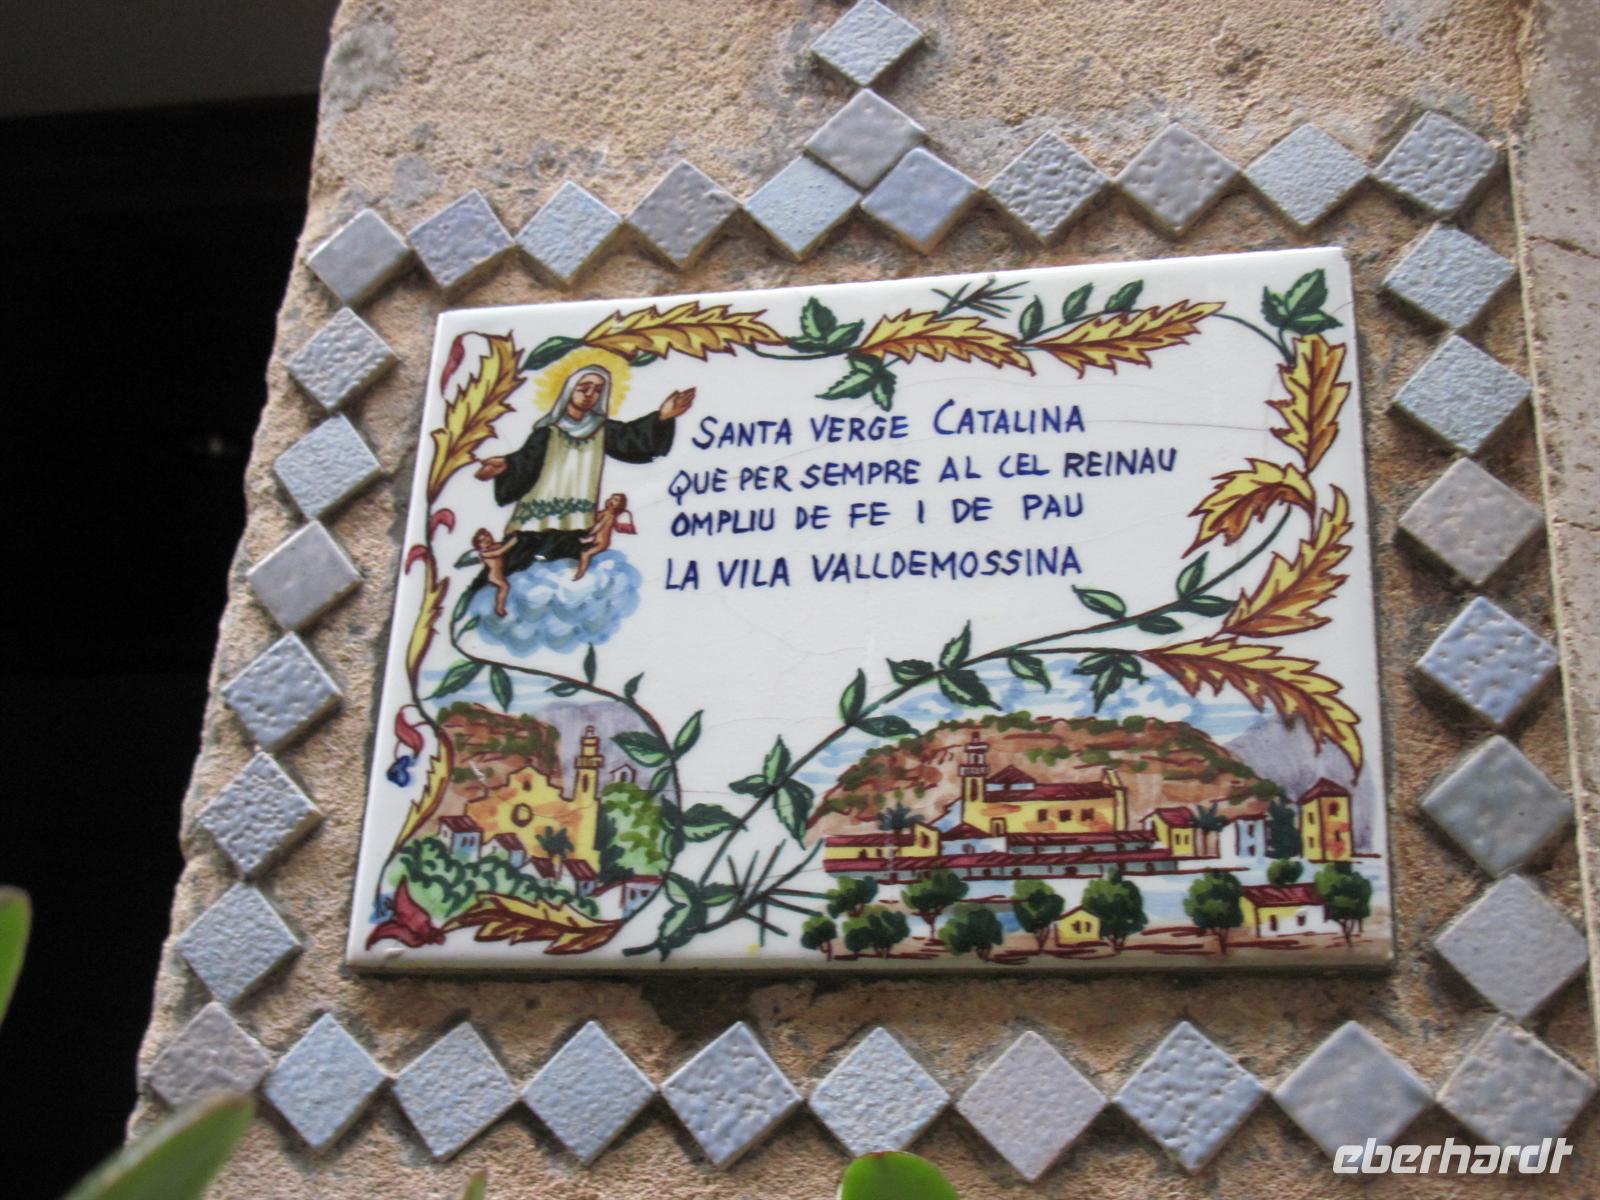 SANTA VERGE CATALINA
QUE PER SEMPRE AL CEL REINAU
OMPLIU DE FE I DE PAU
LA VILA VALLDEMOSSINA
eberhardt